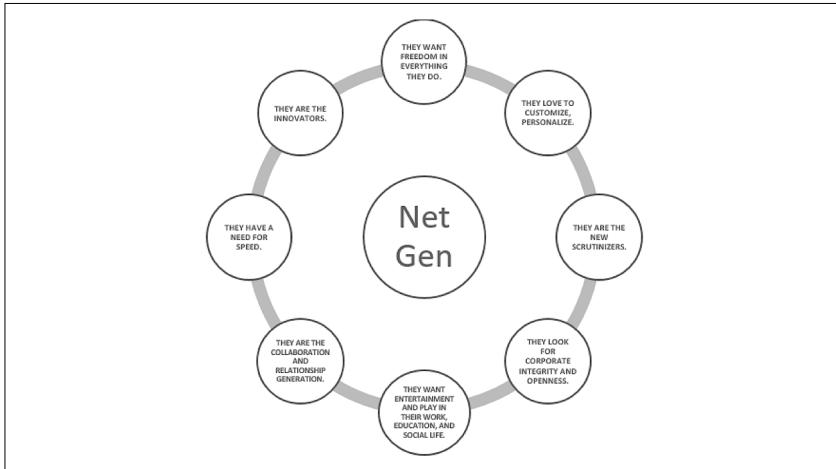 THEY WANT
FREEDOM IN
EVERYTHING
THEY DO.
THEY LOVE TO
CUSTOMIZE,
PERSONALIZE.
THEY ARE THE
NEW
SCRUTINIZERS.
THEY LOOK
FOR
CORPORATE
INTEGRITY AND
OPENNESS.
THEY WANT
ENTERTAINMENT
AND PLAY IN
THEIR WORK,
EDUCATION, AND
SOCIAL LIFE.
THEY ARE THE
COLLABORATION
AND
RELATIONSHIP
GENERATION.
THEY HAVE A
NEED FOR
SPEED.
THEY ARE THE
INNOVATORS.
Net
Gen